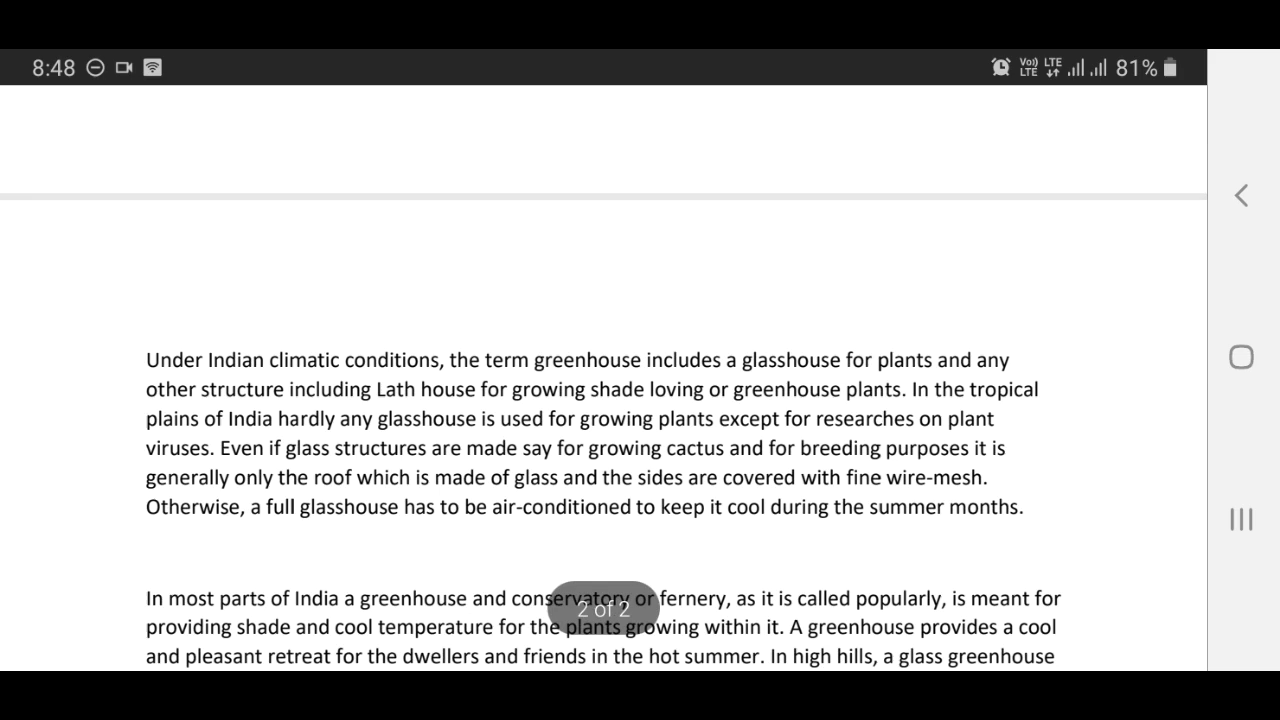 8:48
Vo)) LTE
LTE
81%
Under Indian climatic conditions, the term greenhouse includes a glasshouse for plants and any
other structure including Lath house for growing shade loving or greenhouse plants. In the tropical
plains of India hardly any glasshouse is used for growing plants except for researches on plant
viruses. Even if glass structures are made say for growing cactus and for breeding purposes it is
generally only the roof which is made of glass and the sides are covered with fine wire-mesh.
Otherwise, a full glasshouse has to be air-conditioned to keep it cool during the summer months.
In most parts of India a greenhouse and conservatory or fernery, as it is called popularly, is meant for
2 of 2
providing shade and cool temperature for the plants growing within it. A greenhouse provides a cool
and pleasant retreat for the dwellers and friends in the hot summer. In high hills, a glass greenhouse